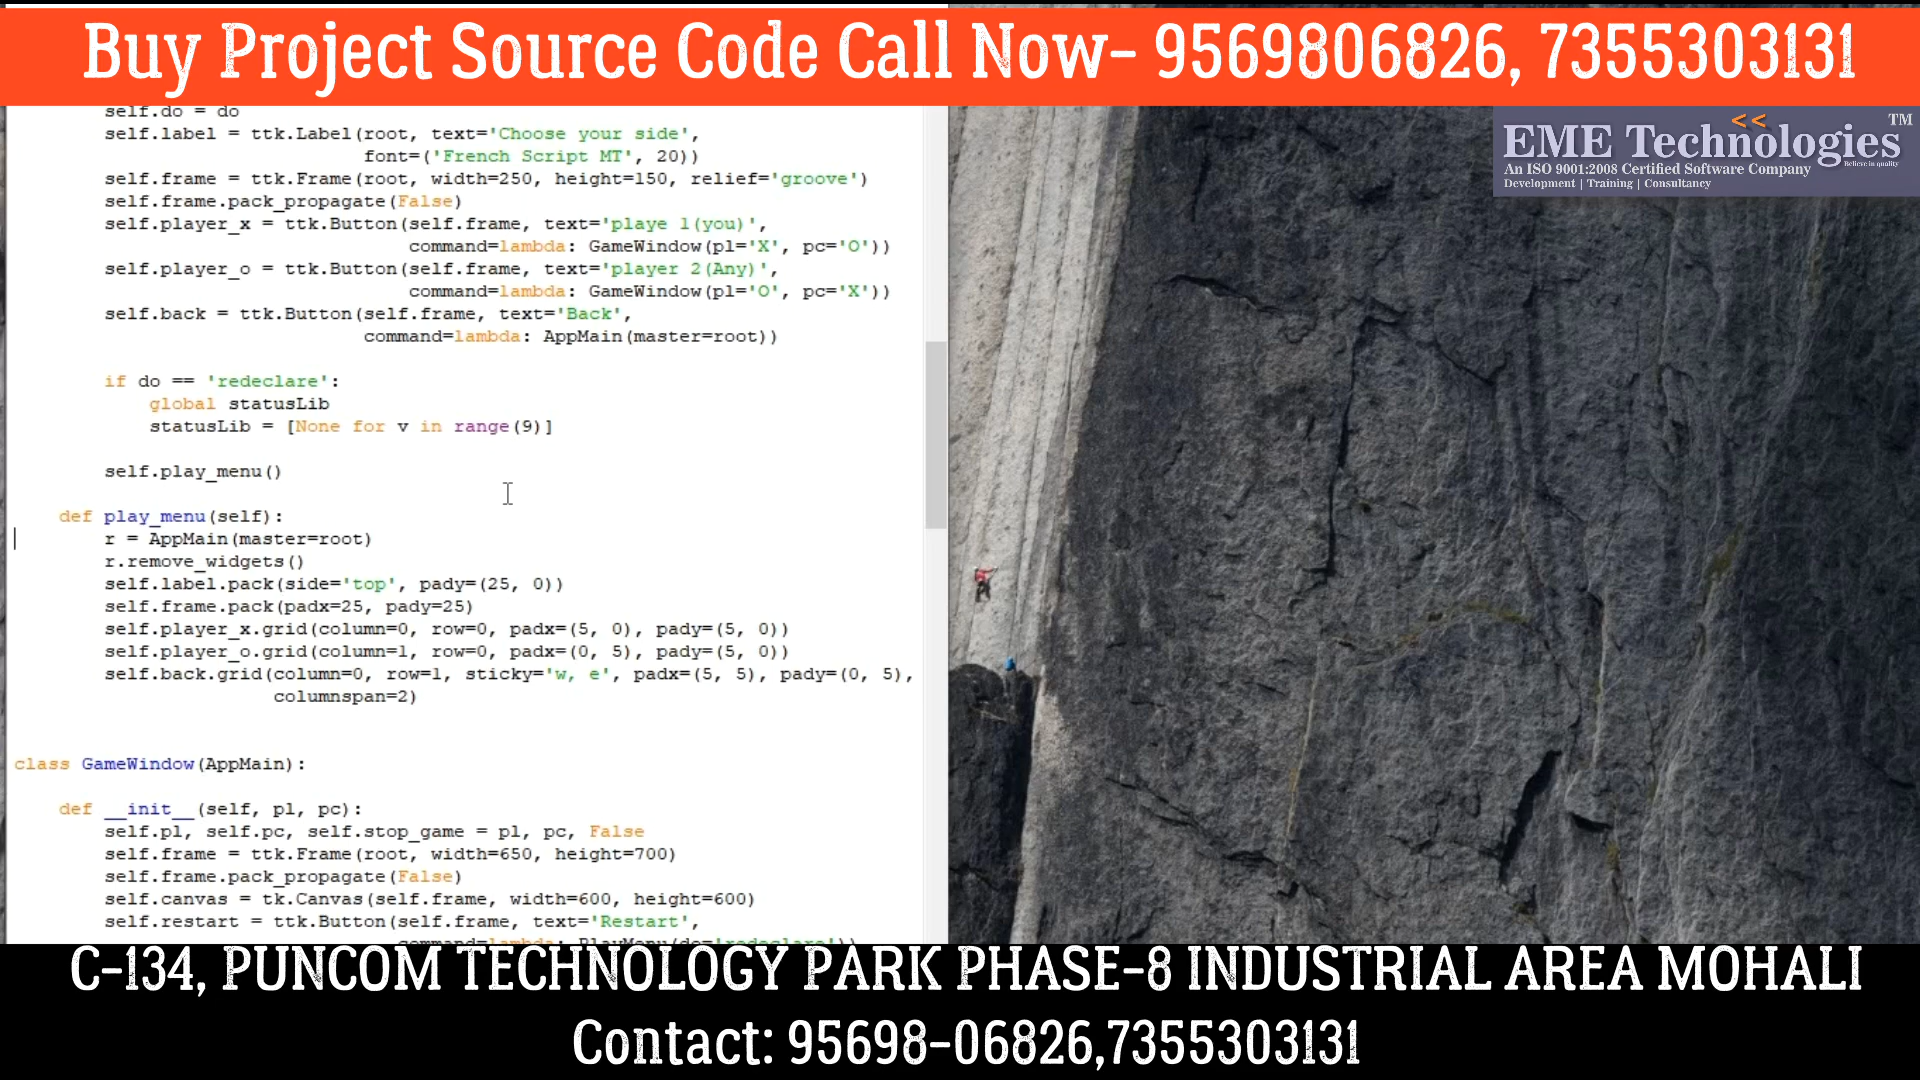 Buy Project Source Code Call Now- 9569806826, 7355303131
<<
EME Technologies TM
Believe in quality
An ISO 9001:2008 Certified Software Company
Development | Training | Consultancy
self.do = do
self.label = ttk.Label(root, text='Choose your side',
font=('French Script MT', 20))
self.frame = ttk.Frame(root, width=250, height=150, relief='groove')
self.frame.pack_propagate(False)
self.player_x = ttk.Button(self.frame, text='playe 1(you)',
command=lambda: GameWindow(pl='X', pc='O'))
self.player_o = ttk.Button(self.frame, text='player 2(Any)',
command=lambda: GameWindow(pl='O', pc='X'))
self.back = ttk.Button(self.frame, text='Back',
command=lambda: AppMain(master=root))
if do == 'redeclare':
global statusLib
statusLib = [None for v in range(9)]
self.play_menu()
def play_menu(self):
r = AppMain(master=root)
r.remove_widgets()
self.label.pack(side='top', pady=(25, 0))
self.frame.pack(padx=25, pady=25)
self.player_x.grid(column=0, row=0, padx=(5, 0), pady=(5, 0))
self.player_o.grid(column=1, row=0, padx=(0, 5), pady=(5, 0))
self.back.grid(column=0, row=1, sticky='w, e', padx=(5, 5), pady=(0, 5),
columnspan=2)
class GameWindow(AppMain):
def __init__(self, pl, pc):
self.pl, self.pc, self.stop_game = pl, pc, False
self.frame = ttk.Frame(root, width=650, height=700)
self.frame.pack_propagate(False)
self.canvas = tk.Canvas(self.frame, width=600, height=600)
self.restart = ttk.Button(self.frame, text='Restart',
command=lambda: PlayMenu(do='redeclare'))
C-134, PUNCOM TECHNOLOGY PARK PHASE-8 INDUSTRIAL AREA MOHALI
Contact: 95698-06826,7355303131